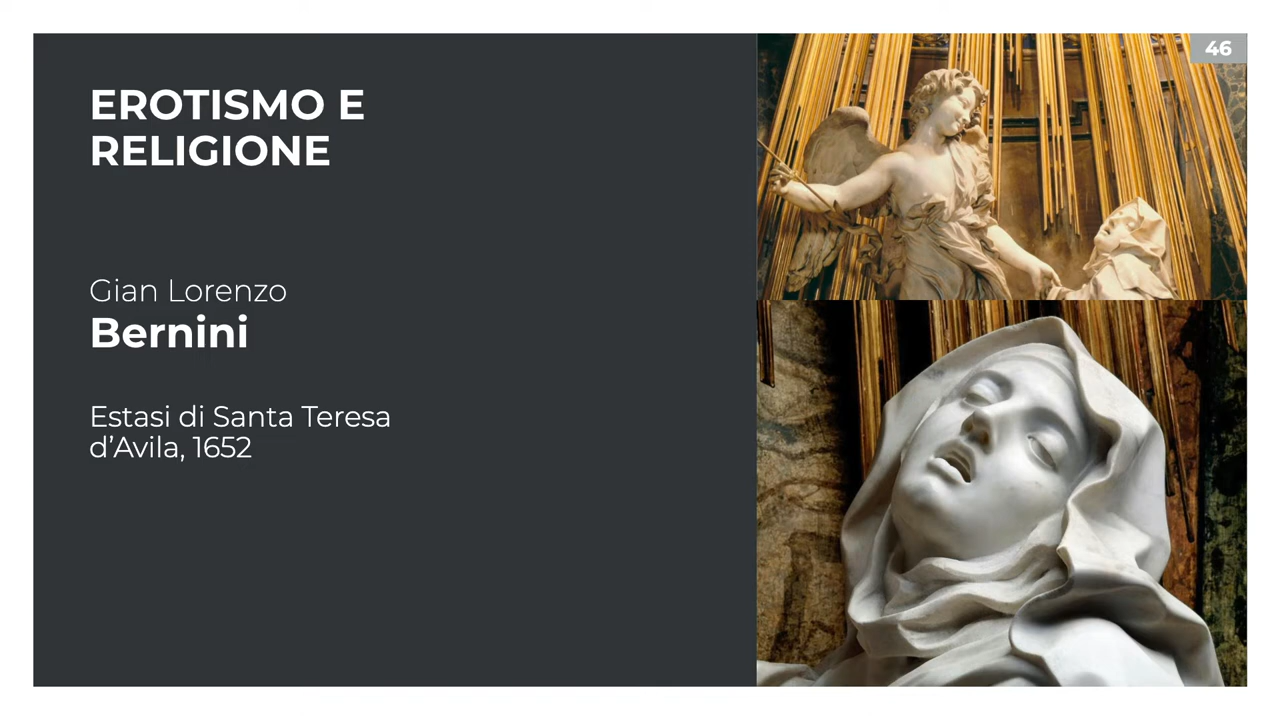 46
EROTISMO E
RELIGIONE
Gian Lorenzo
Bernini
Estasi di Santa Teresa
d’Avila, 1652